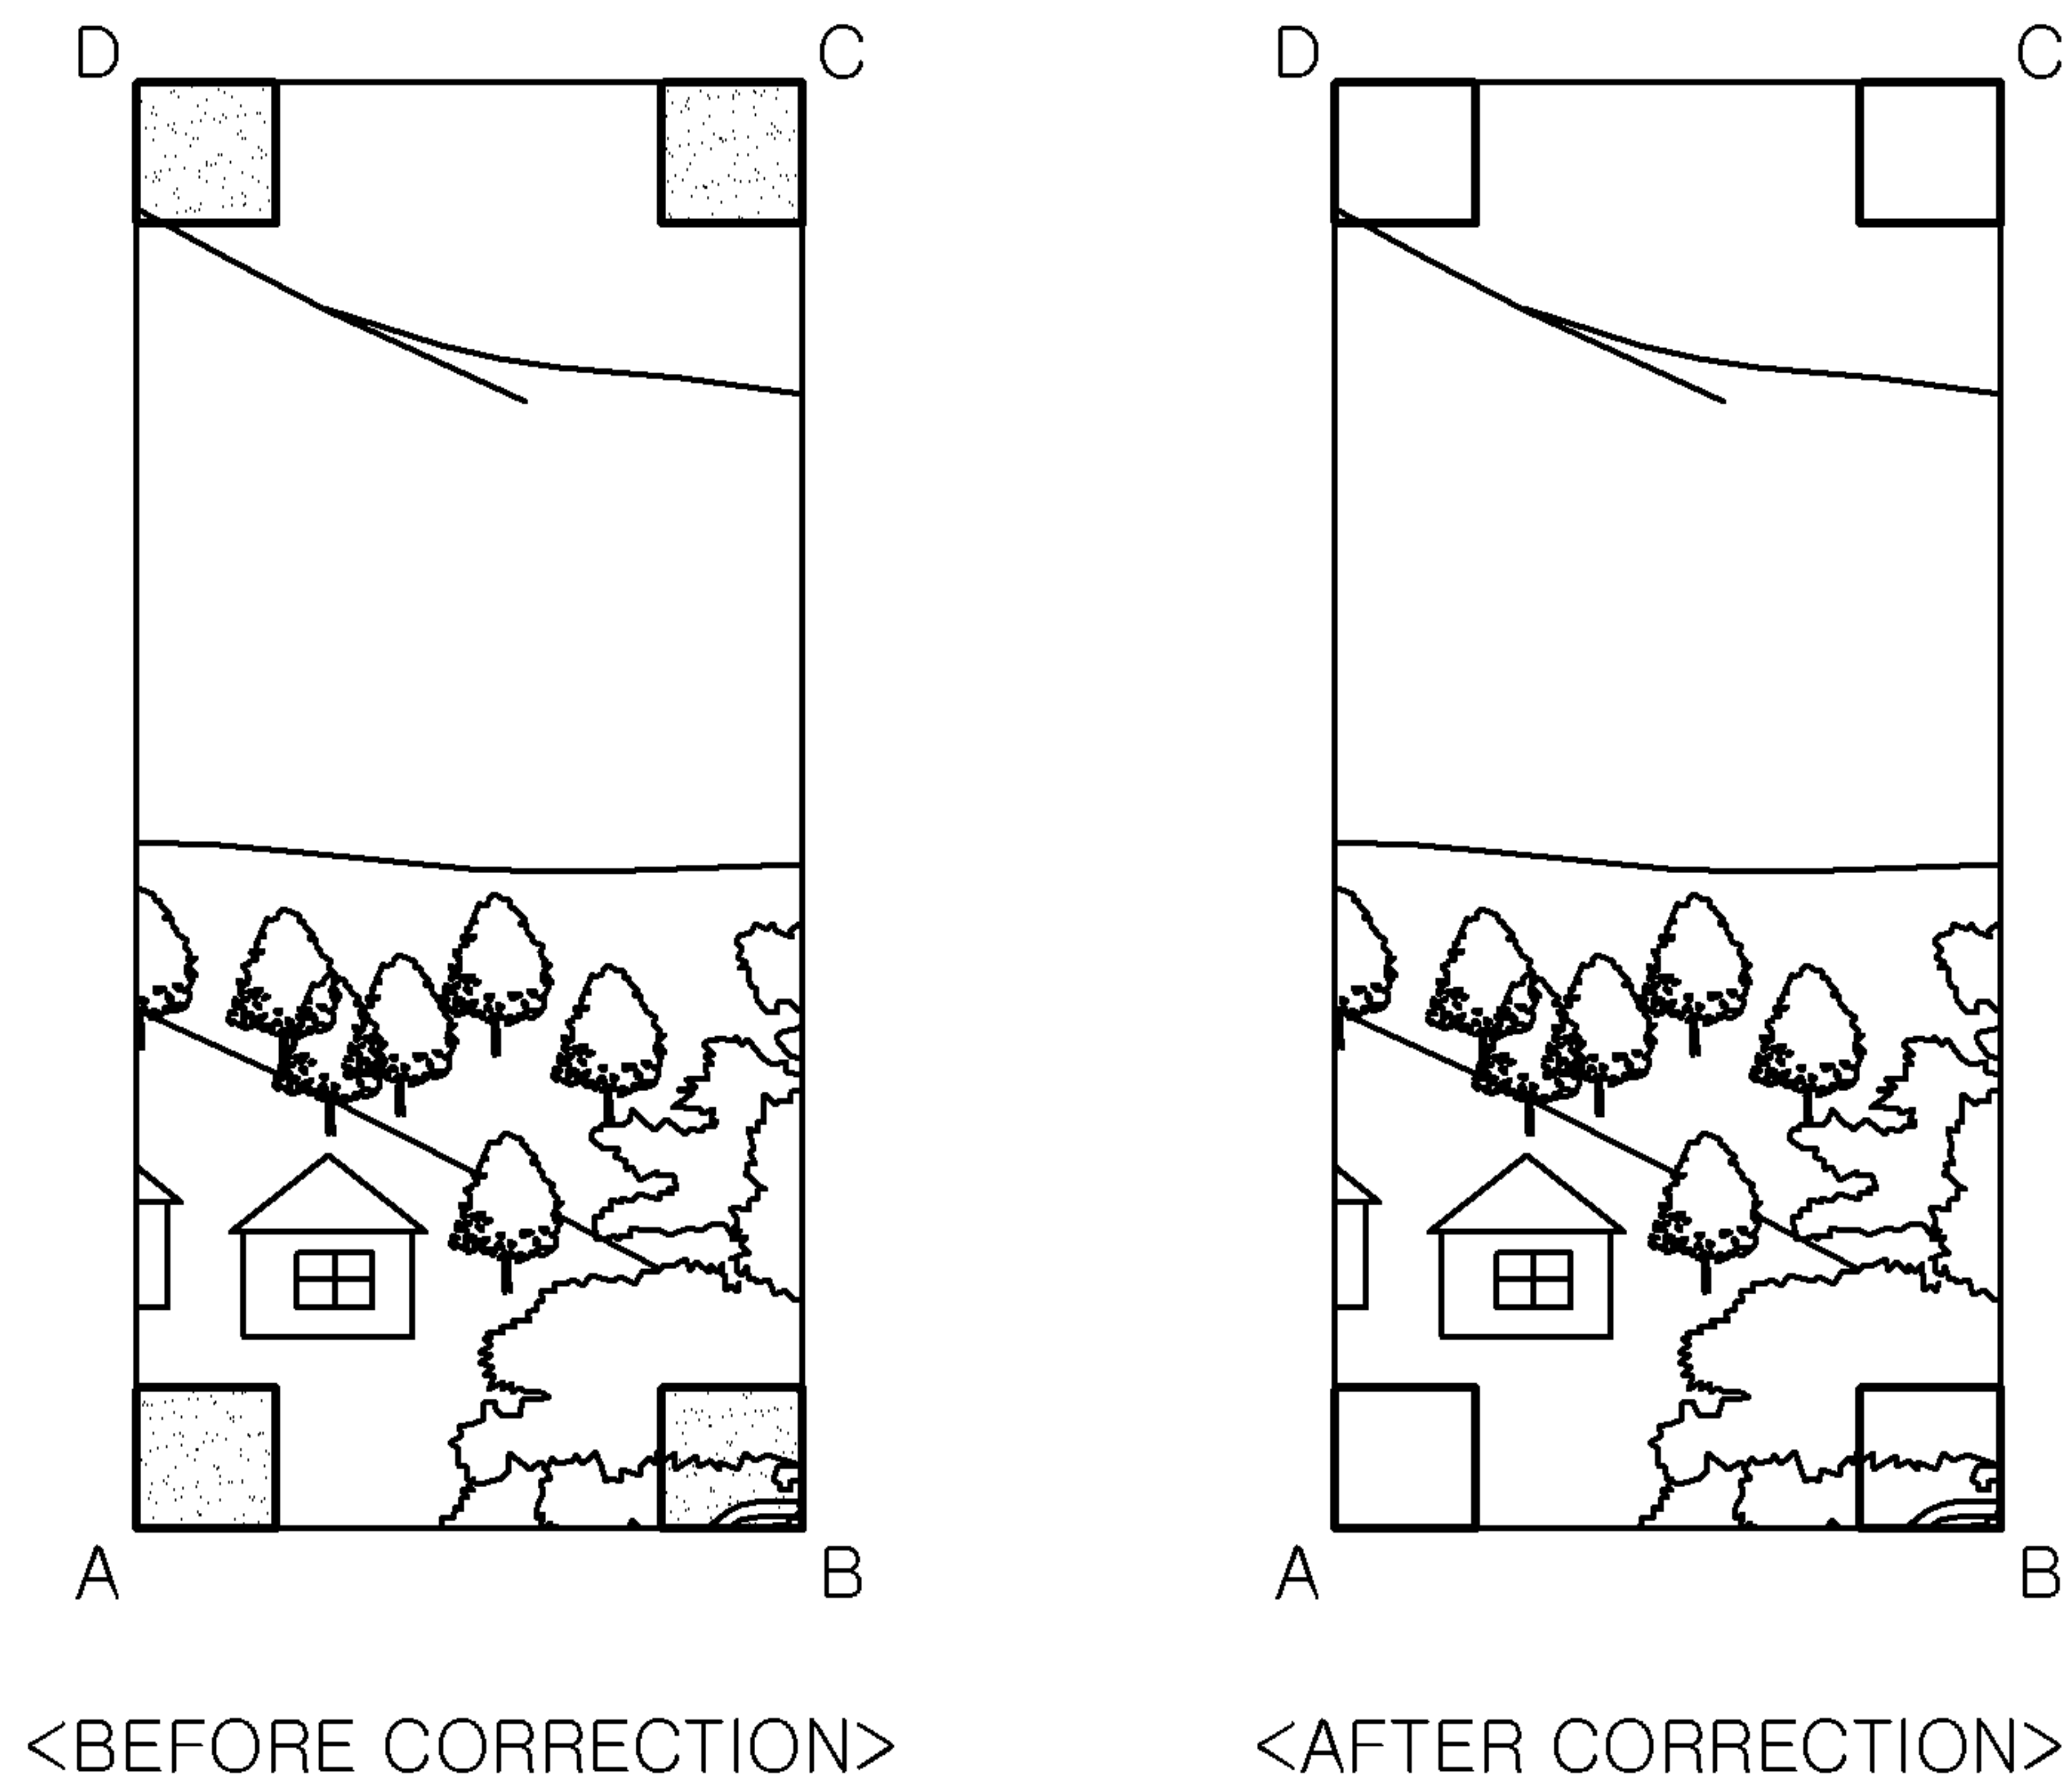 D C D C
A B A B
<BEFORE CORRECTION> <AFTER CORRECTION>